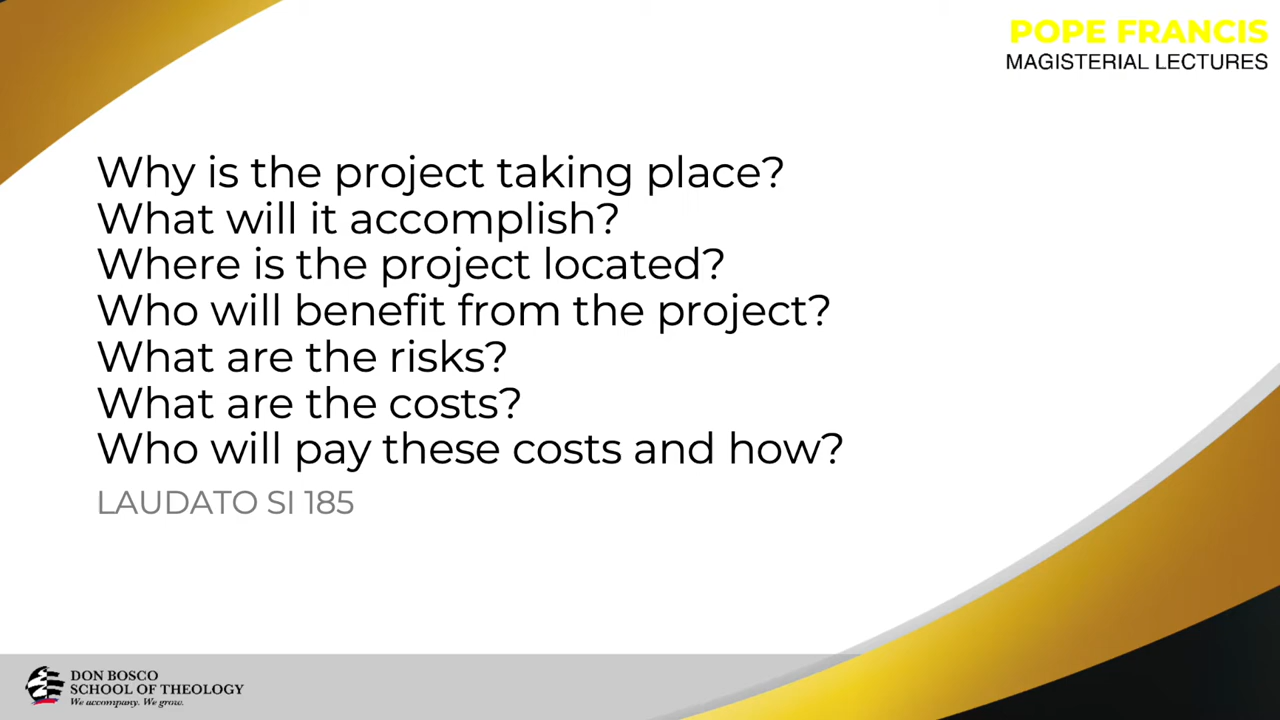 POPE FRANCIS
MAGISTERIAL LECTURES
Why is the project taking place?
What will it accomplish?
Where is the project located?
Who will benefit from the project?
What are the risks?
What are the costs?
Who will pay these costs and how?
LAUDATO SI 185
DON BOSCO
SCHOOL OF THEOLOGY
We accompany. We grow.